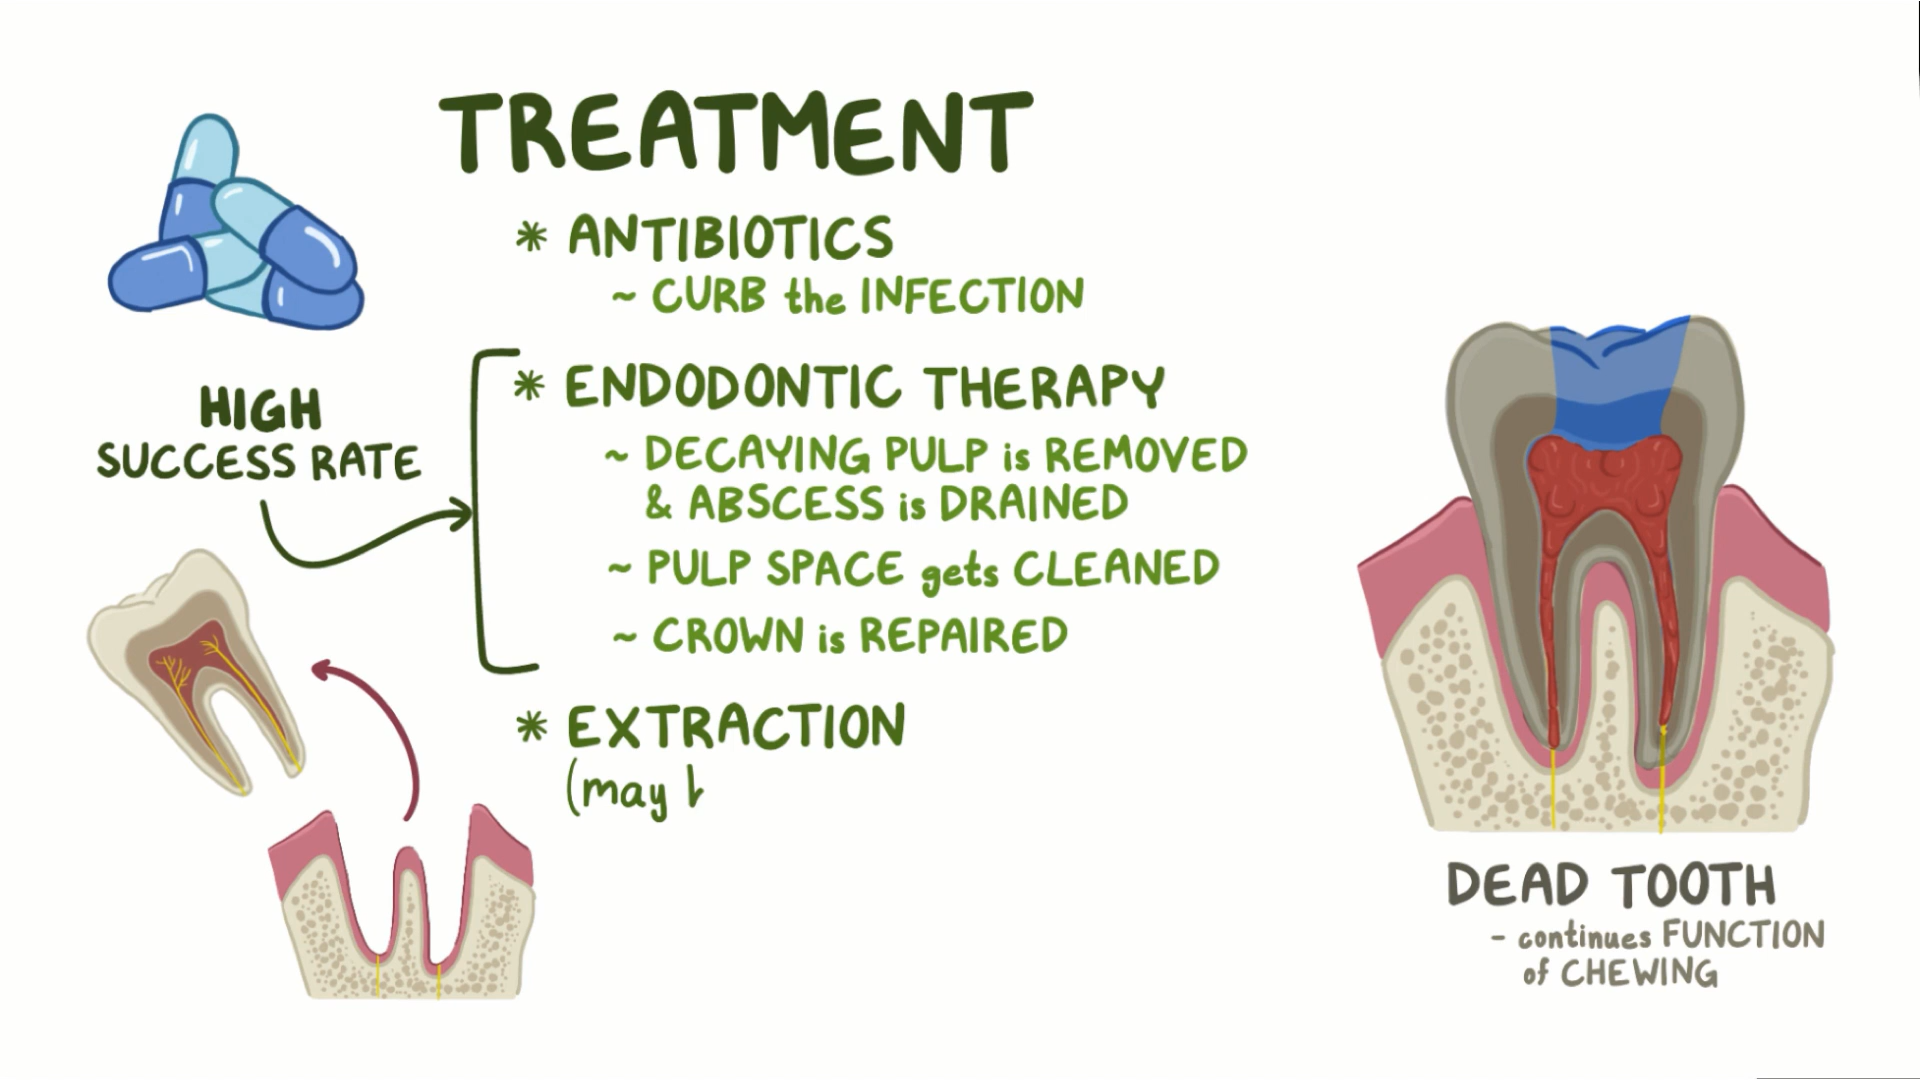 TREATMENT
* ANTIBIOTICS
~ CURB the INFECTION
HIGH
SUCCESS RATE
* ENDODONTIC THERAPY
~ DECAYING PULP is REMOVED
& ABSCESS is DRAINED
~ PULP SPACE gets CLEANED
~ CROWN is REPAIRED
* EXTRACTION
(may
DEAD TOOTH
- continues FUNCTION
of CHEWING